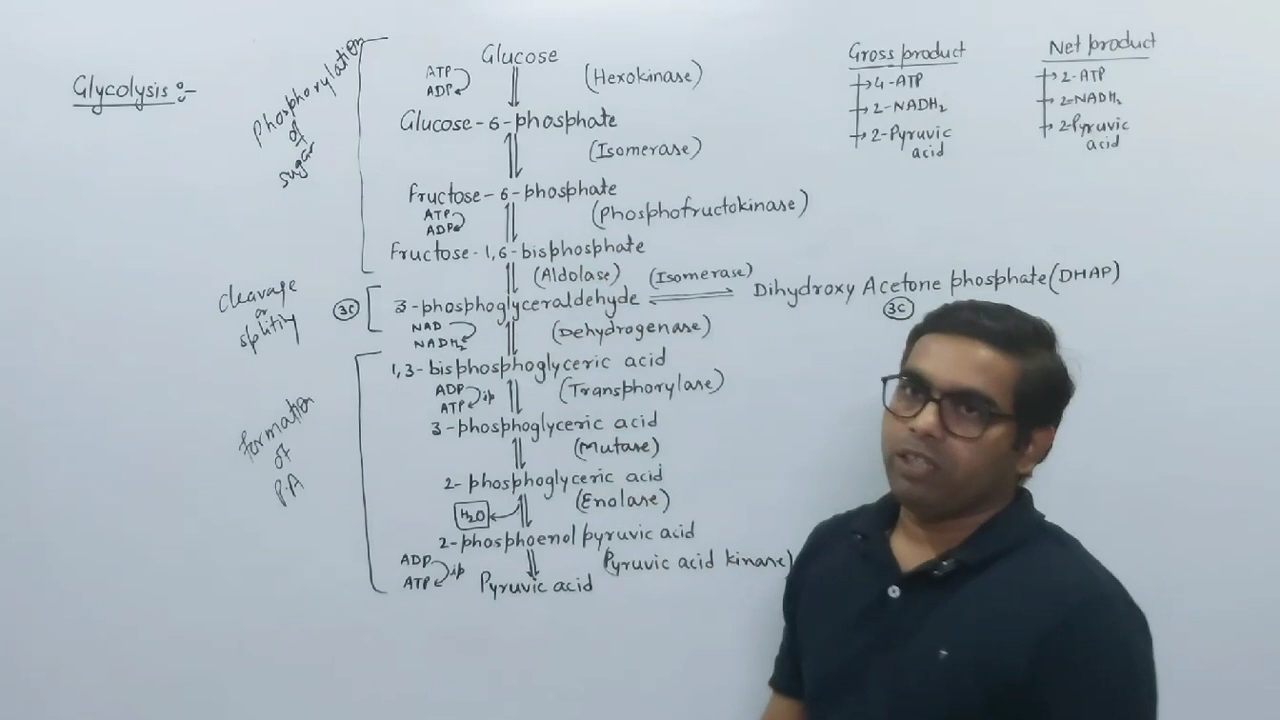 Glycolysis :-
Phosphorylation
of
sugar
Glucose
ATP
ADP
(Hexokinase)
Glucose-6-phosphate
(Isomerase)
Fructose-6-phosphate
ATP
ADP
(Phosphofructokinase)
Fructose-1,6-bisphosphate
(Aldolase)
(Isomerase)
cleavage
or
splitiy
3C
3-phosphoglyceraldehyde
Dihydroxy Acetone phosphate (DHAP)
3C
NAD
NADH₂
(Dehydrogenase)
Formation
of
P.A
1,3-bisphosphoglyceric acid
ADP
ip
ATP
(Transphorylase)
3-phosphoglyceric acid
(Mutase)
2-phosphoglyceric acid
(Enolase)
H₂O
2-phosphoenol pyruvic acid
ADP
ip
ATP
Pyruvic acid kinase)
Pyruvic acid
Gross product
4-ATP
2-NADH₂
2-Pyruvic
acid
Net product
2-ATP
2-NADH₂
2-Pyruvic
acid